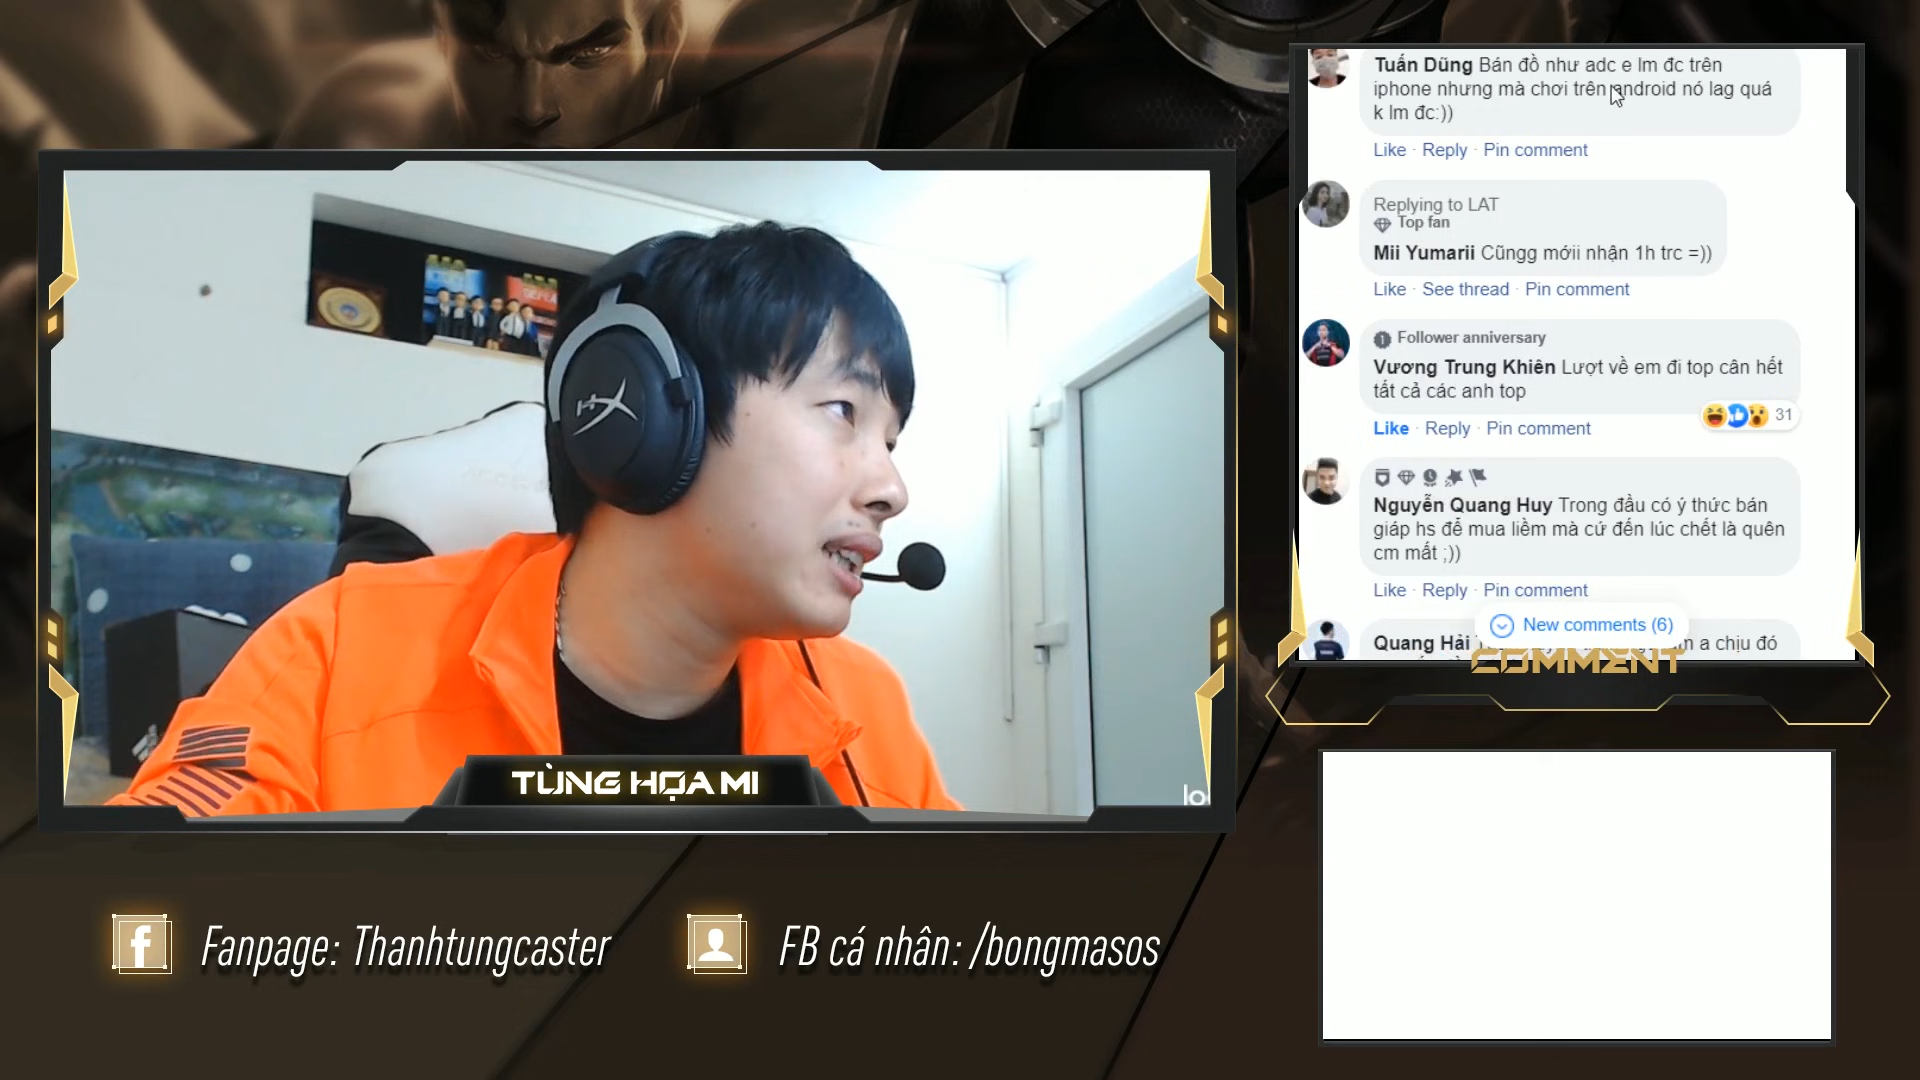 Tuấn Dũng Bán đồ như adc e lm đc trên
iphone nhưng mà chơi trên android nó lag quá
k lm đc:))
Like · Reply · Pin comment
Replying to LAT
Top fan
Mii Yumarii Cũngg mớii nhận 1h trc =))
Like · See thread · Pin comment
Follower anniversary
Vương Trung Khiên Lượt về em đi top cân hết
tất cả các anh top
31
Like · Reply · Pin comment
Nguyễn Quang Huy Trong đầu có ý thức bán
giáp hs để mua liềm mà cứ đến lúc chết là quên
cm mất ;))
Like · Reply · Pin comment
New comments (6)
Quang Hải a chịu đó
COMMENT
HX
TÙNG HỌA MI
lo
Fanpage: Thanhtungcaster
FB cá nhân: /bongmasos